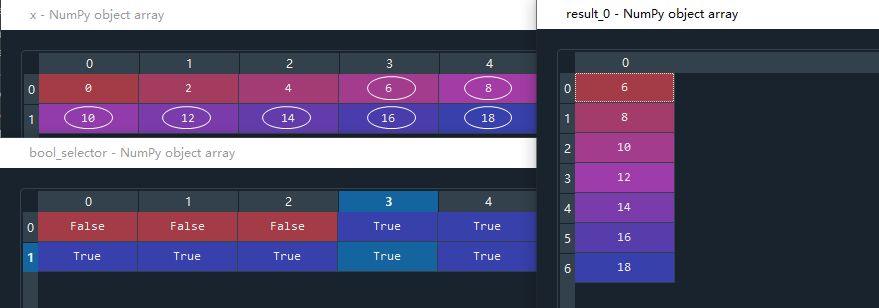 x - NumPy object array
0 1 2 3 4
0 0 2 4 6 8
1 10 12 14 16 18
bool_selector - NumPy object array
0 1 2 3 4
0 False False False True True
1 True True True True True
result_0 - NumPy object array
0
0 6
1 8
2 10
3 12
4 14
5 16
6 18